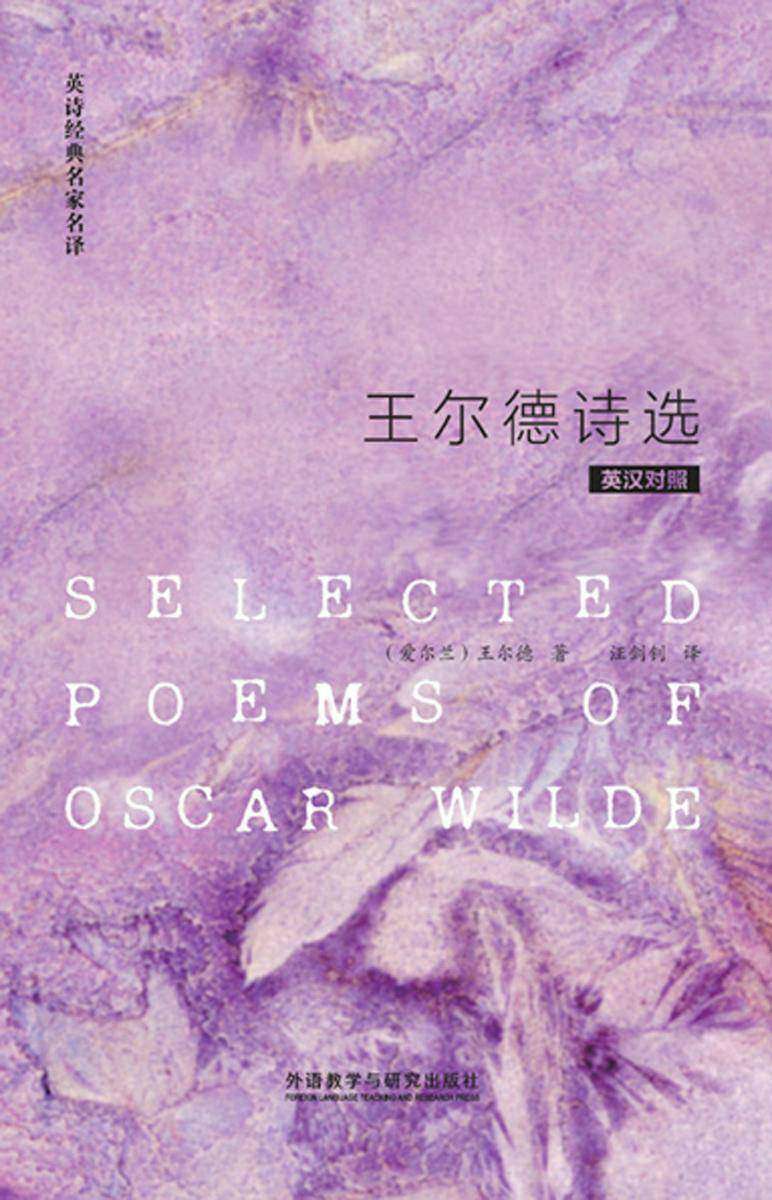 英诗经典名家名译
王尔德诗选
英汉对照
SELECTED
（爱尔兰）王尔德 著 汪剑钊 译
POEMS OF
OSCAR WILDE
外语教学与研究出版社
FOREIGN LANGUAGE TEACHING AND RESEARCH PRESS